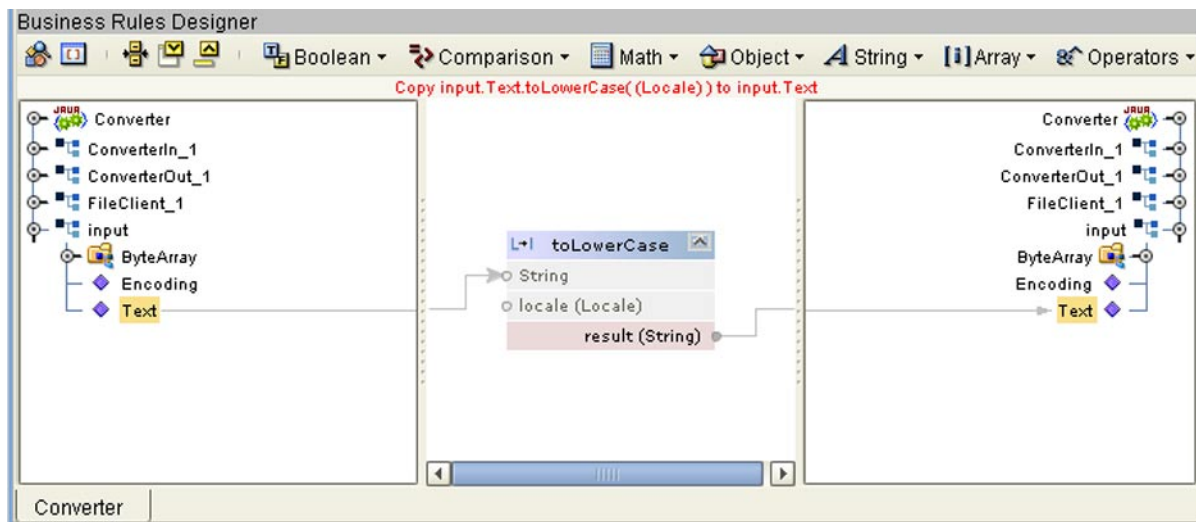 Business Rules Designer
Boolean Comparison Math Object String [i] Array Operators
Copy input.Text.toLowerCase( (Locale) ) to input.Text
JAVA Converter
ConverterIn_1
ConverterOut_1
FileClient_1
input
ByteArray
Encoding
Text
toLowerCase
String
locale (Locale)
result (String)
Converter JAVA
ConverterIn_1
ConverterOut_1
FileClient_1
input
ByteArray
Encoding
Text
Converter